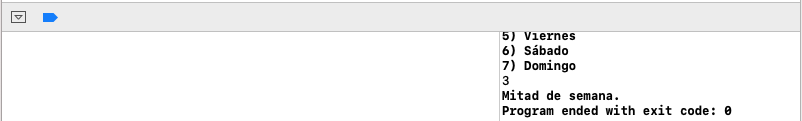 5) Viernes
6) Sábado
7) Domingo
3
Mitad de semana.
Program ended with exit code: 0